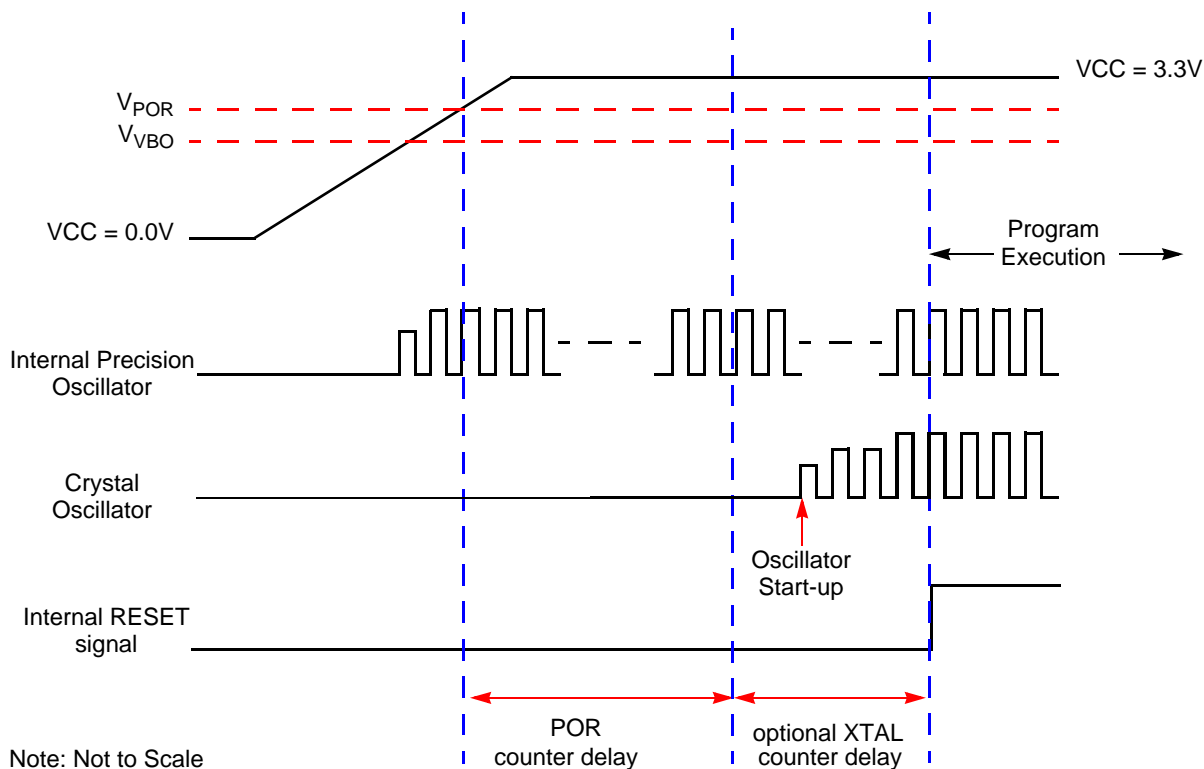 VCC = 3.3V
VPOR
VVBO
VCC = 0.0V
Program
Execution
Internal Precision
Oscillator
Crystal
Oscillator
Oscillator
Start-up
Internal RESET
signal
POR
counter delay
optional XTAL
counter delay
Note: Not to Scale